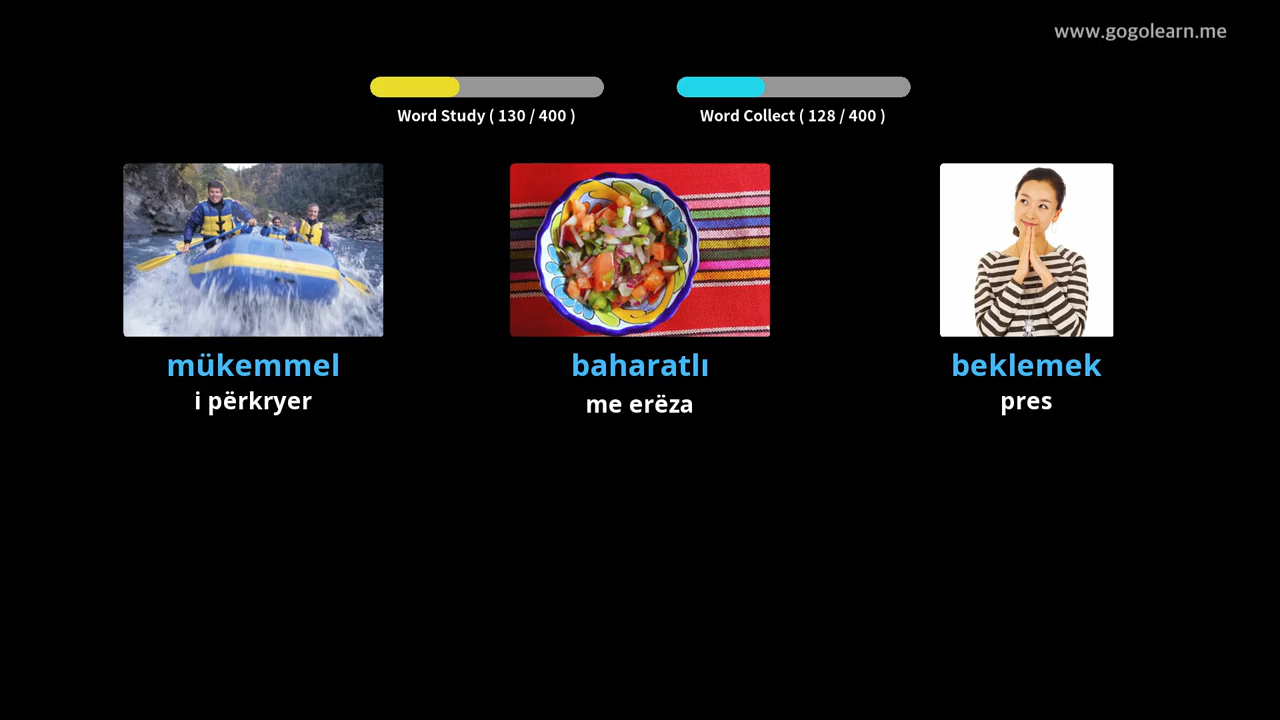 www.gogolearn.me
Word Study ( 130 / 400 )
Word Collect ( 128 / 400 )
mükemmel
i përkryer
baharatlı
me erëza
beklemek
pres